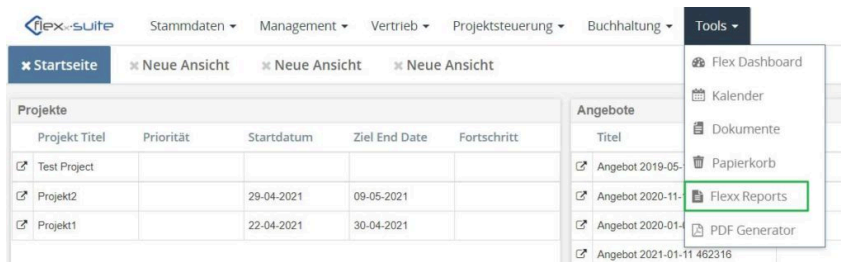 flexx-suite Stammdaten Management Vertrieb Projektsteuerung Buchhaltung Tools
Startseite Neue Ansicht Neue Ansicht Neue Ansicht
Flex Dashboard
Kalender
Dokumente
Papierkorb
Flexx Reports
PDF Generator
Projekte
Projekt Titel Priorität Startdatum Ziel End Date Fortschritt
Test Project
Projekt2 29-04-2021 09-05-2021
Projekt1 22-04-2021 30-04-2021
Angebote
Titel
Angebot 2019-05-
Angebot 2020-11-
Angebot 2020-01-
Angebot 2021-01-11 462316